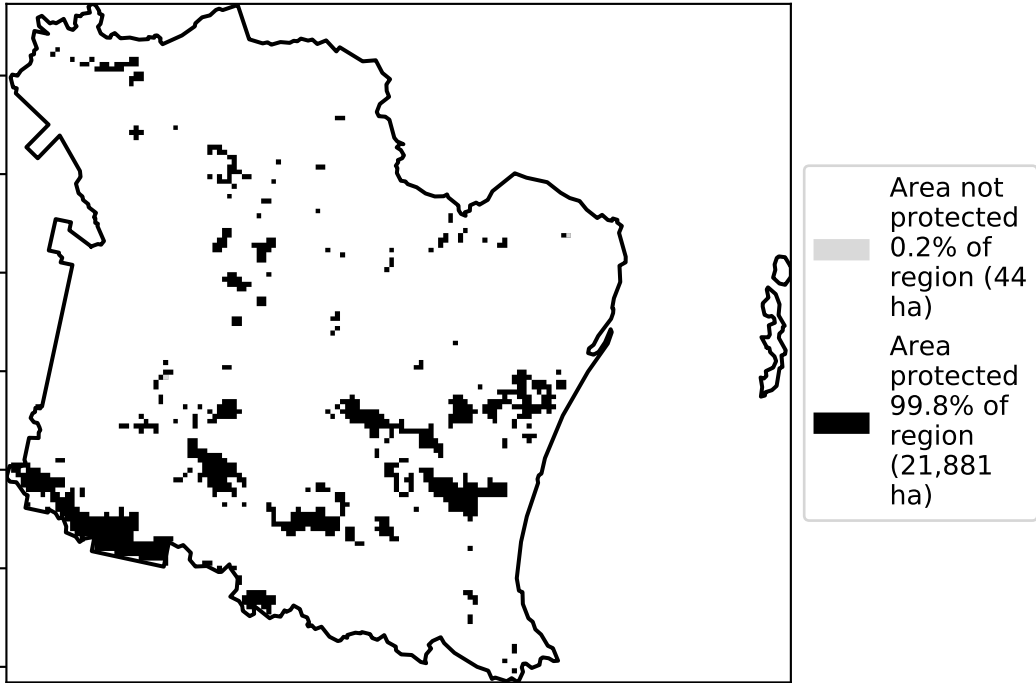 Area not
protected
0.2% of
region (44
ha)
Area
protected
99.8% of
region
(21,881
ha)